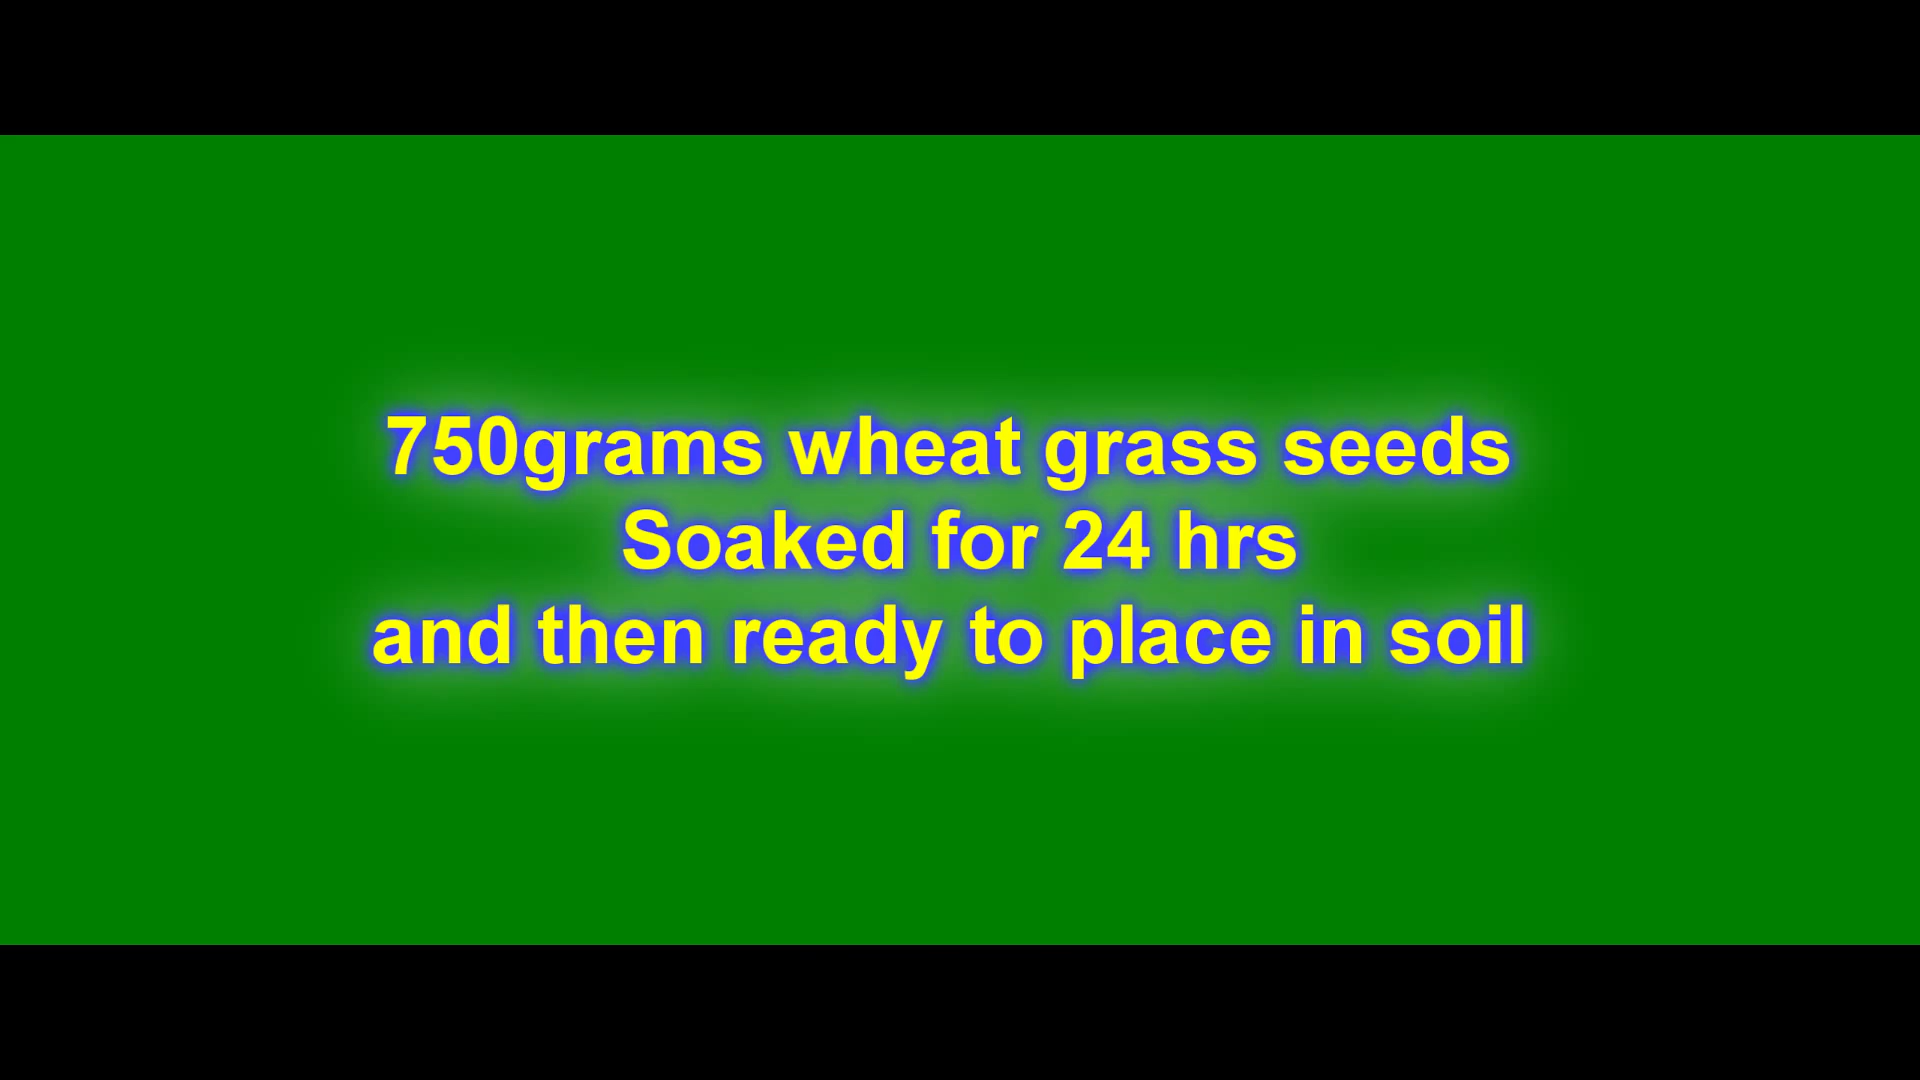 750grams wheat grass seeds
Soaked for 24 hrs
and then ready to place in soil